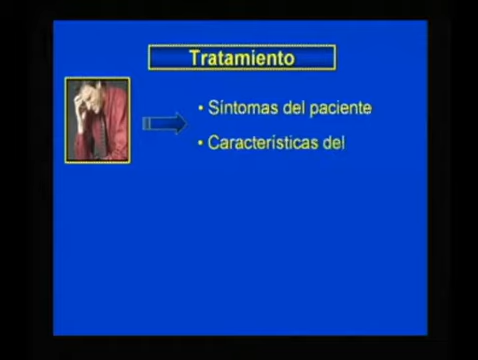 Tratamiento
• Síntomas del paciente
• Características del